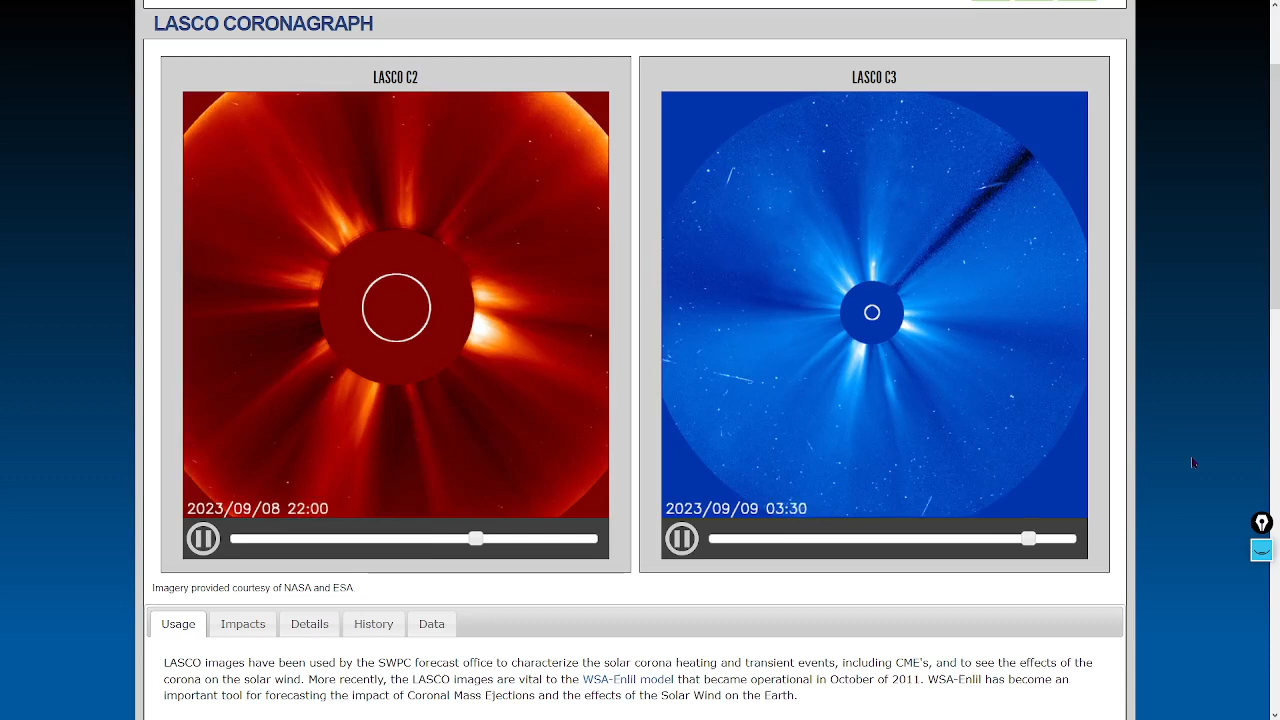 LASCO CORONAGRAPH
LASCO C2
LASCO C3
2023/09/08 22:00
2023/09/09 03:30
Imagery provided courtesy of NASA and ESA.
Usage Impacts Details History Data
LASCO images have been used by the SWPC forecast office to characterize the solar corona heating and transient events, including CME's, and to see the effects of the
corona on the solar wind. More recently, the LASCO images are vital to the WSA-Enlil model that became operational in October of 2011. WSA-Enlil has become an
important tool for forecasting the impact of Coronal Mass Ejections and the effects of the Solar Wind on the Earth.